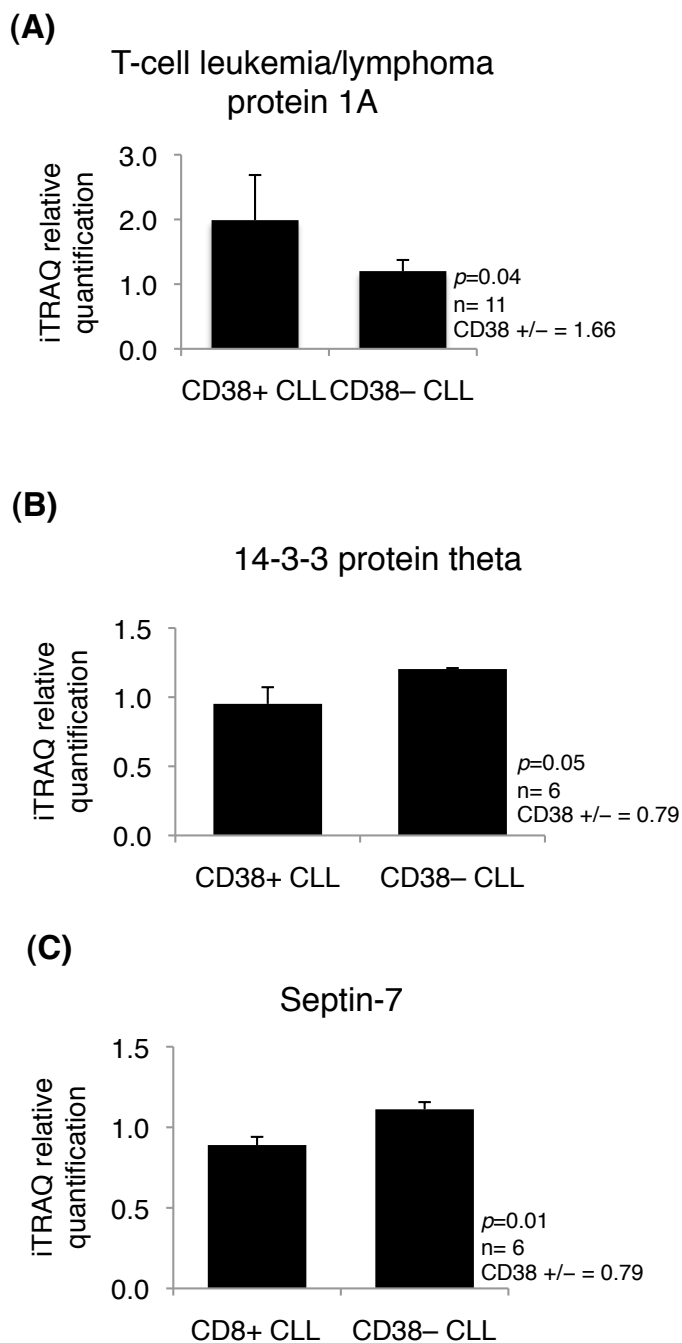 (A)
T-cell leukemia/lymphoma
protein 1A
iTRAQ relative
quantification
3.0
2.0
1.0
0.0
p=0.04
n= 11
CD38 +/– = 1.66
CD38+ CLL CD38– CLL
(B)
14-3-3 protein theta
iTRAQ relative
quantification
1.5
1.0
0.5
0.0
p=0.05
n= 6
CD38 +/– = 0.79
CD38+ CLL CD38– CLL
(C)
Septin-7
iTRAQ relative
quantification
1.5
1.0
0.5
0.0
p=0.01
n= 6
CD38 +/– = 0.79
CD8+ CLL CD38– CLL